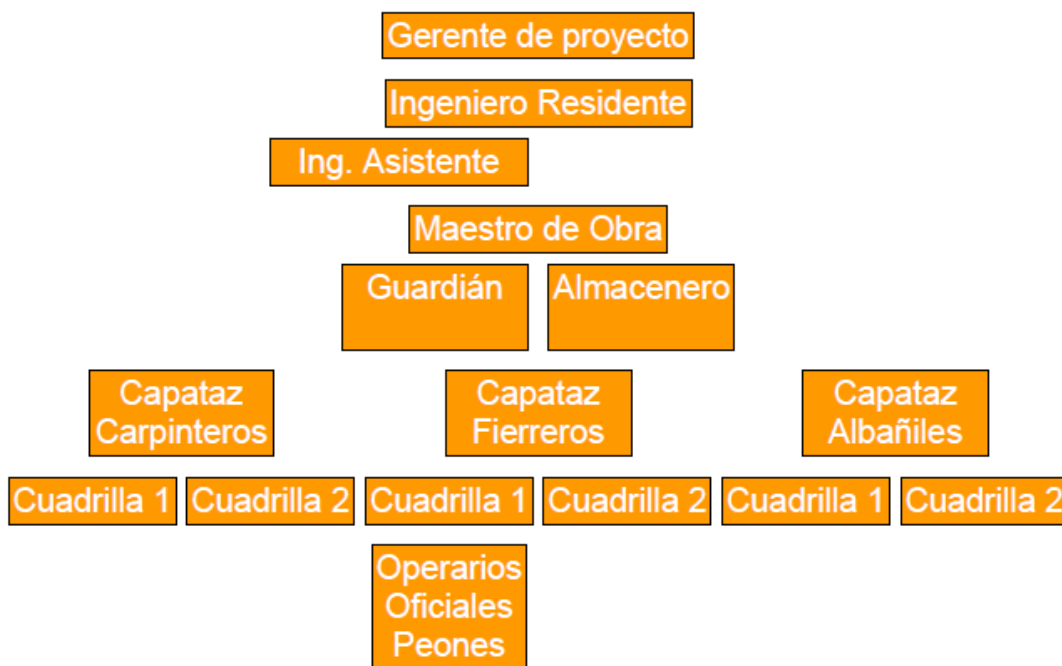 Gerente de proyecto
Ingeniero Residente
Ing. Asistente
Maestro de Obra
Guardián
Almacenero
Capataz
Carpinteros
Capataz
Fierreros
Capataz
Albañiles
Cuadrilla 1
Cuadrilla 2
Cuadrilla 1
Cuadrilla 2
Cuadrilla 1
Cuadrilla 2
Operarios
Oficiales
Peones